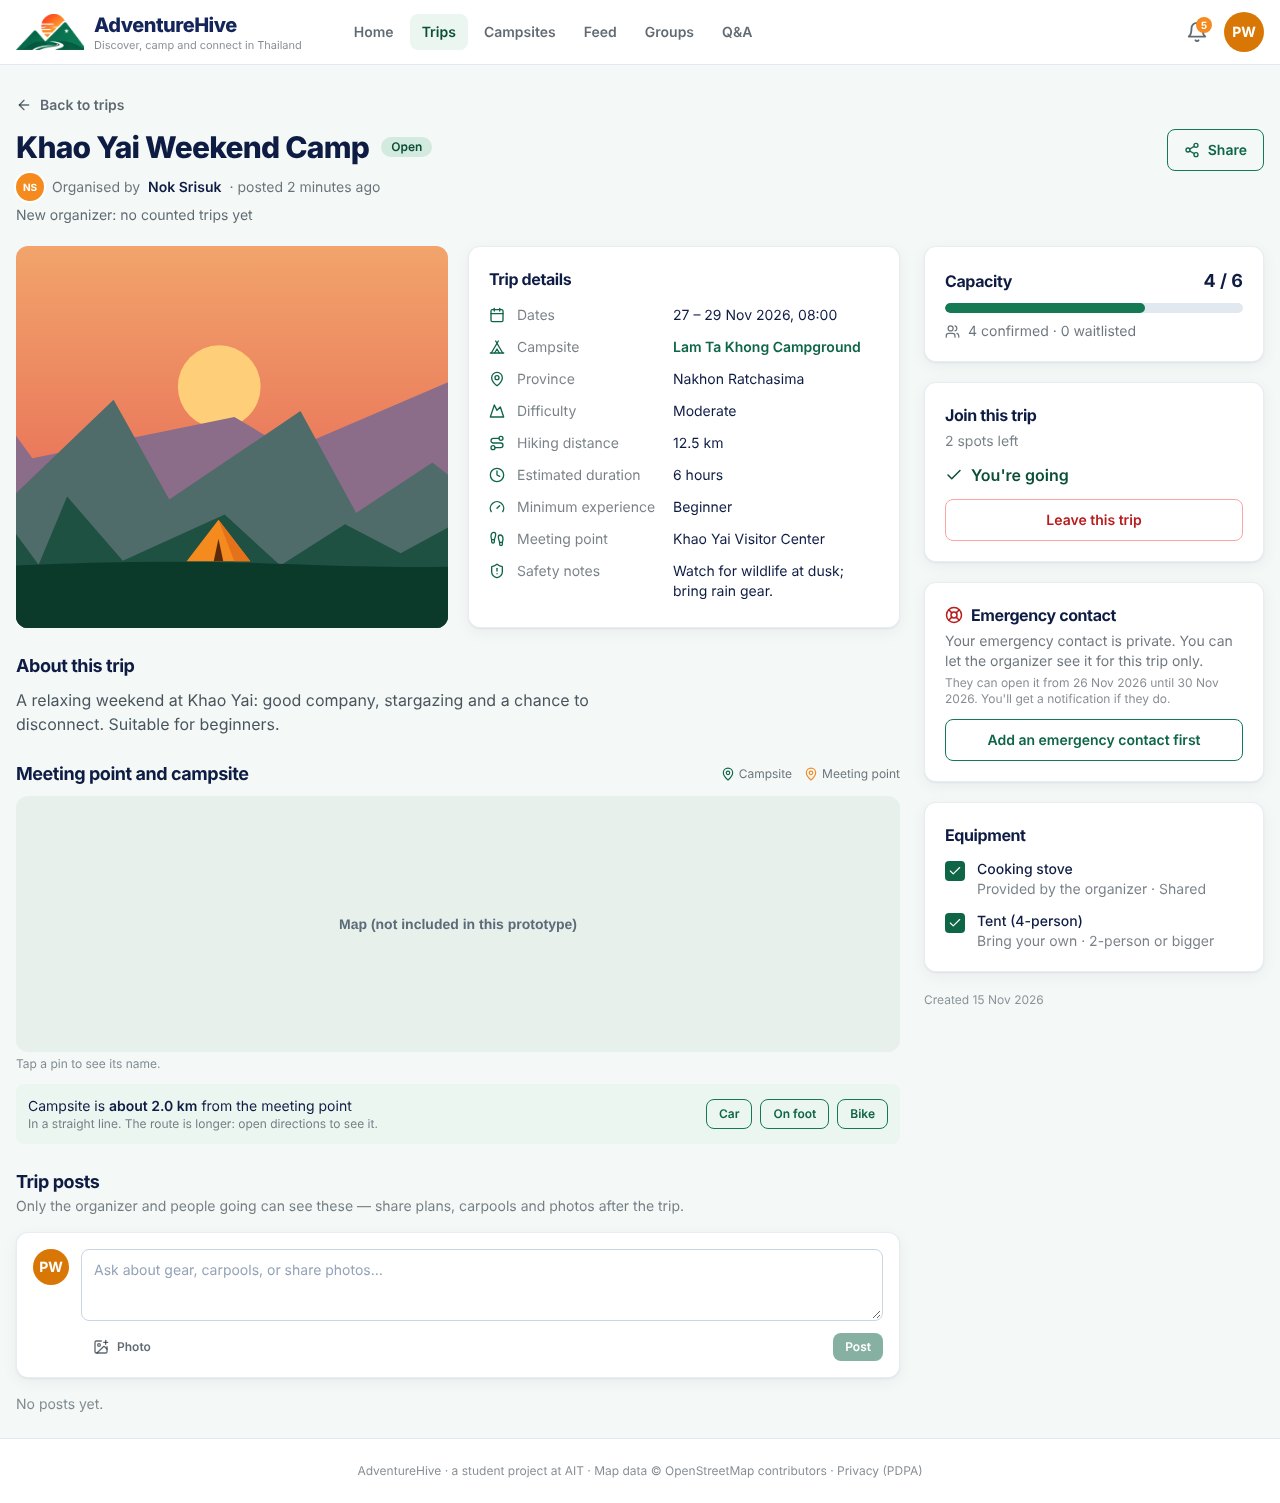 AdventureHive
Discover, camp and connect in Thailand
Home
Trips
Campsites
Feed
Groups
Q&A
5
PW
Back to trips
Khao Yai Weekend Camp
Open
Share
NS
Organised by Nok Srisuk · posted 2 minutes ago
New organizer: no counted trips yet
Trip details
Dates
27 – 29 Nov 2026, 08:00
Campsite
Lam Ta Khong Campground
Province
Nakhon Ratchasima
Difficulty
Moderate
Hiking distance
12.5 km
Estimated duration
6 hours
Minimum experience
Beginner
Meeting point
Khao Yai Visitor Center
Safety notes
Watch for wildlife at dusk;
bring rain gear.
Capacity
4 / 6
4 confirmed · 0 waitlisted
Join this trip
2 spots left
You're going
Leave this trip
Emergency contact
Your emergency contact is private. You can
let the organizer see it for this trip only.
They can open it from 26 Nov 2026 until 30 Nov
2026. You'll get a notification if they do.
Add an emergency contact first
Equipment
Cooking stove
Provided by the organizer · Shared
Tent (4-person)
Bring your own · 2-person or bigger
Created 15 Nov 2026
About this trip
A relaxing weekend at Khao Yai: good company, stargazing and a chance to
disconnect. Suitable for beginners.
Meeting point and campsite
Campsite
Meeting point
Map (not included in this prototype)
Tap a pin to see its name.
Campsite is about 2.0 km from the meeting point
In a straight line. The route is longer: open directions to see it.
Car
On foot
Bike
Trip posts
Only the organizer and people going can see these — share plans, carpools and photos after the trip.
PW
Ask about gear, carpools, or share photos...
Photo
Post
No posts yet.
AdventureHive · a student project at AIT · Map data © OpenStreetMap contributors · Privacy (PDPA)